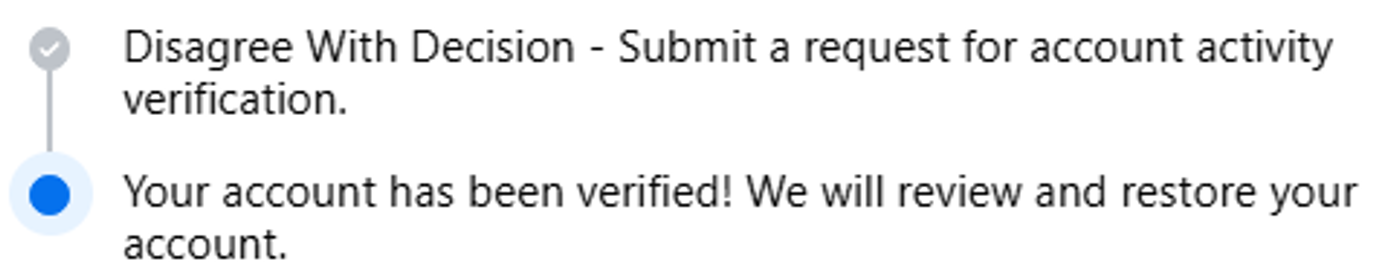 Disagree With Decision - Submit a request for account activity
verification.
Your account has been verified! We will review and restore your
account.